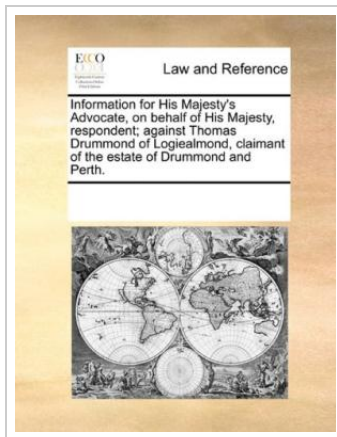 ECCO
Law and Reference
Information for His Majesty's
Advocate, on behalf of His Majesty,
respondent; against Thomas
Drummond of Logiealmond, claimant
of the estate of Drummond and
Perth.